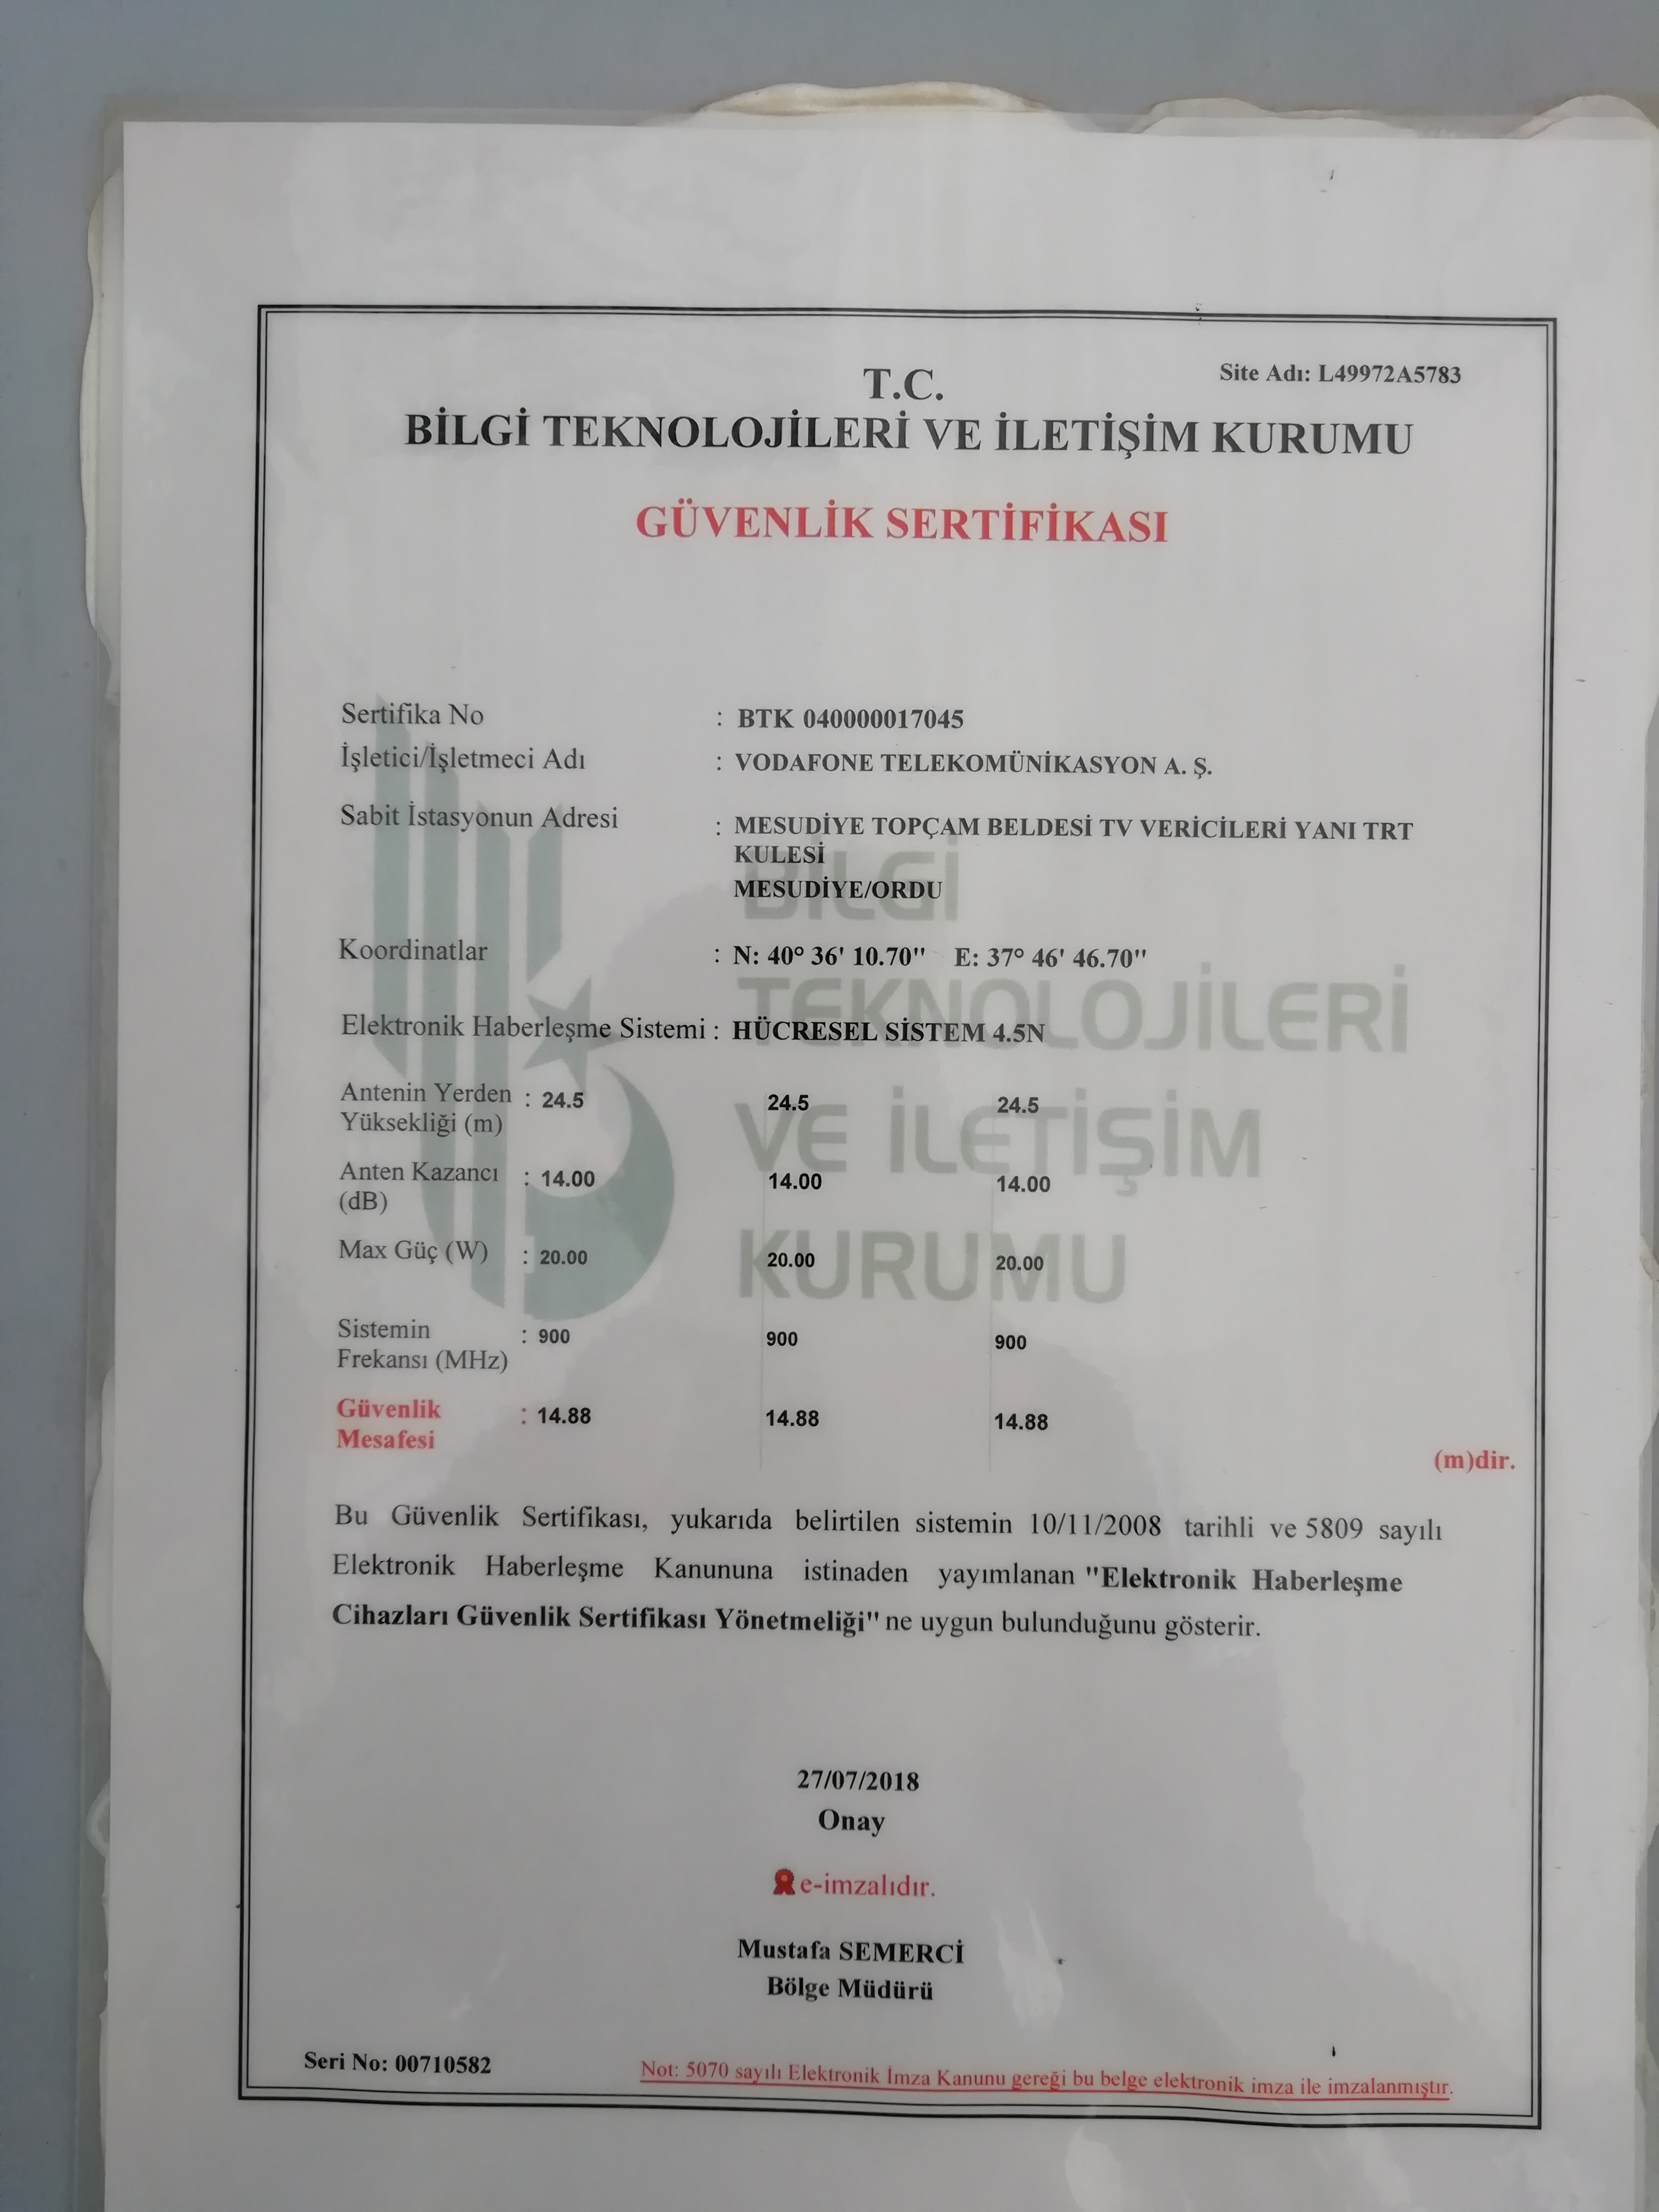 Site Adı: L49972A5783
T.C.
BİLGİ TEKNOLOJİLERİ VE İLETİŞİM KURUMU
GÜVENLİK SERTİFİKASI
Sertifika No : BTK 040000017045
İşletici/İşletmeci Adı : VODAFONE TELEKOMÜNİKASYON A. Ş.
Sabit İstasyonun Adresi : MESUDİYE TOPÇAM BELDESİ TV VERİCİLERİ YANI TRT
KULESİ
MESUDİYE/ORDU
Koordinatlar : N: 40° 36' 10.70" E: 37° 46' 46.70"
Elektronik Haberleşme Sistemi : HÜCRESEL SİSTEM 4.5N
Antenin Yerden : 24.5 24.5 24.5
Yüksekliği (m)
Anten Kazancı : 14.00 14.00 14.00
(dB)
Max Güç (W) : 20.00 20.00 20.00
Sistemin : 900 900 900
Frekansı (MHz)
Güvenlik : 14.88 14.88 14.88
Mesafesi
(m)dir.
Bu Güvenlik Sertifikası, yukarıda belirtilen sistemin 10/11/2008 tarihli ve 5809 sayılı
Elektronik Haberleşme Kanununa istinaden yayımlanan "Elektronik Haberleşme
Cihazları Güvenlik Sertifikası Yönetmeliği" ne uygun bulunduğunu gösterir.
27/07/2018
Onay
e-imzalıdır.
Mustafa SEMERCİ
Bölge Müdürü
Seri No: 00710582
Not: 5070 sayılı Elektronik İmza Kanunu gereği bu belge elektronik imza ile imzalanmıştır.
BİLGİ
TEKNOLOJİLERİ
VE İLETİŞİM
KURUMU